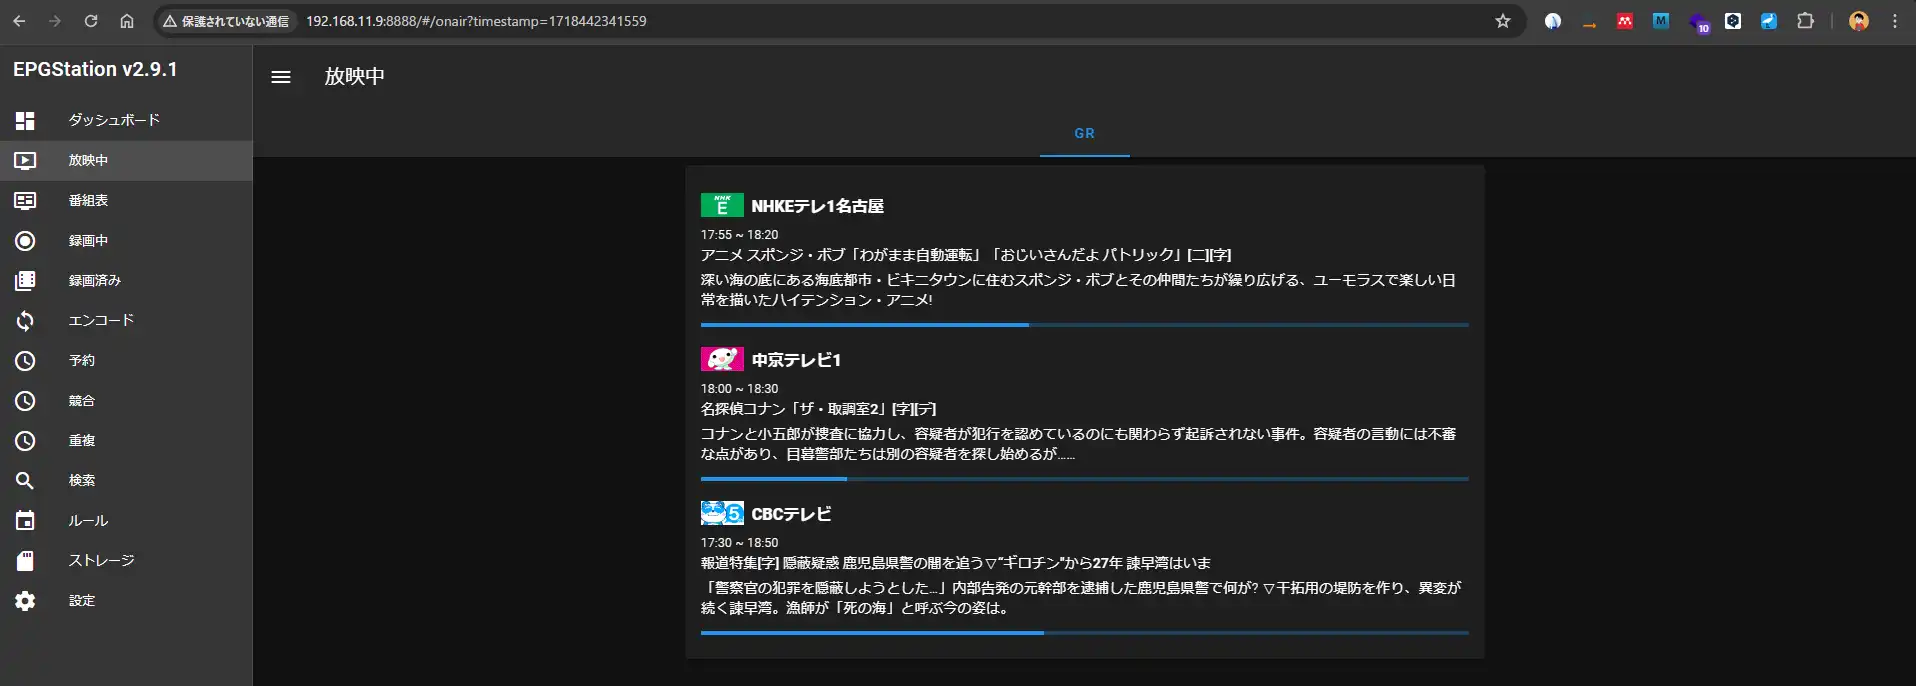 保護されていない通信 192.168.11.9:8888/#/onair?timestamp=1718442341559
10
EPGStation v2.9.1
放映中
ダッシュボード
放映中
番組表
録画中
録画済み
エンコード
予約
競合
重複
検索
ルール
ストレージ
設定
GR
NHK
E
NHKEテレ1名古屋
17:55 ~ 18:20
アニメ スポンジ・ボブ「わがまま自動運転」「おじいさんだよ パトリック」[二][字]
深い海の底にある海底都市・ビキニタウンに住むスポンジ・ボブとその仲間たちが繰り広げる、ユーモラスで楽しい日
常を描いたハイテンション・アニメ!
中京テレビ1
18:00 ~ 18:30
名探偵コナン「ザ・取調室2」[字][デ]
コナンと小五郎が捜査に協力し、容疑者が犯行を認めているのにも関わらず起訴されない事件。容疑者の言動には不審
な点があり、目暮警部たちは別の容疑者を探し始めるが……
5
CBCテレビ
17:30 ~ 18:50
報道特集[字] 隠蔽疑惑 鹿児島県警の闇を追う▽“ギロチン"から27年 諫早湾はいま
「警察官の犯罪を隠蔽しようとした…」内部告発の元幹部を逮捕した鹿児島県警で何が? ▽干拓用の堤防を作り、異変が
続く諫早湾。漁師が「死の海」と呼ぶ今の姿は。